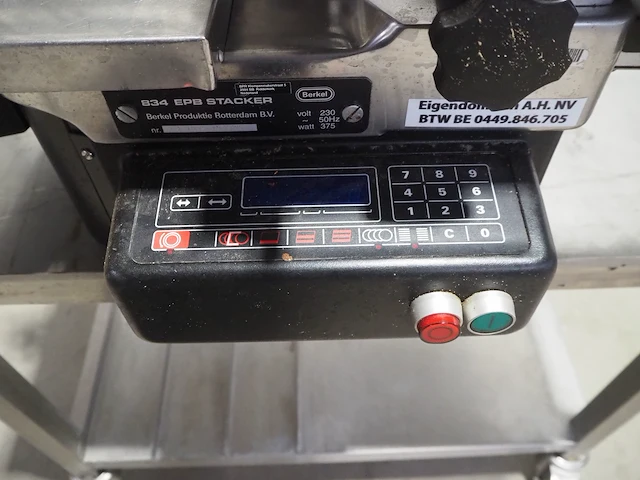 Berkel
834 EPB STACKER
Berkel Produktie Rotterdam B.V.
volt 230
~ 50Hz
nr.
watt 375
A.H. NV
BTW BE 0449.846.705
7 8 9
4 5 6
1 2 3
C 0